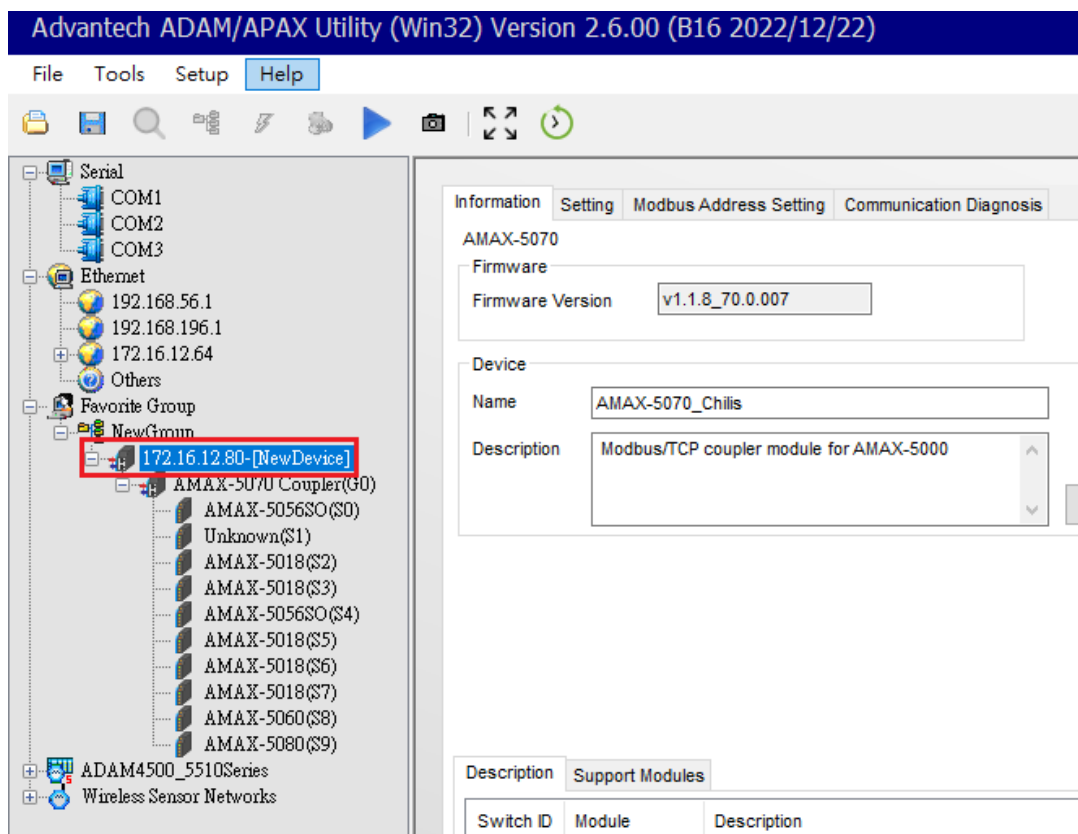 Advantech ADAM/APAX Utility (Win32) Version 2.6.00 (B16 2022/12/22)
File Tools Setup Help
Serial
COM1
COM2
COM3
Ethernet
192.168.56.1
192.168.196.1
172.16.12.64
Others
Favorite Group
NewGroup
172.16.12.80-[NewDevice]
AMAX-5070 Coupler(G0)
AMAX-5056SO(S0)
Unknown(S1)
AMAX-5018(S2)
AMAX-5018(S3)
AMAX-5056SO(S4)
AMAX-5018(S5)
AMAX-5018(S6)
AMAX-5018(S7)
AMAX-5060(S8)
AMAX-5080(S9)
ADAM4500_5510Series
Wireless Sensor Networks
Information Setting Modbus Address Setting Communication Diagnosis
AMAX-5070
Firmware
Firmware Version v1.1.8_70.0.007
Device
Name AMAX-5070_Chilis
Description Modbus/TCP coupler module for AMAX-5000
Description Support Modules
Switch ID Module Description